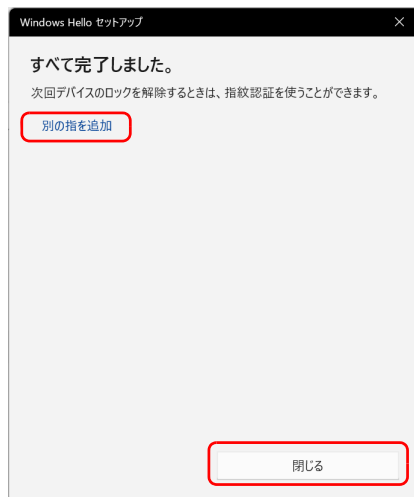 Windows Hello セットアップ
すべて完了しました。
次回デバイスのロックを解除するときは、指紋認証を使うことができます。
別の指を追加
閉じる